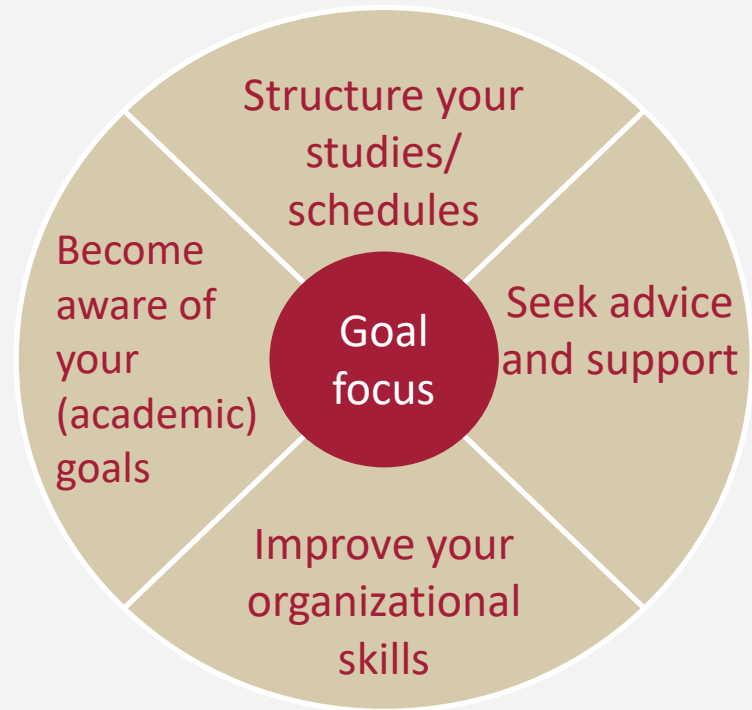 Structure your
studies/
schedules
Become
aware of
your
(academic)
goals
Goal
focus
Seek advice
and support
Improve your
organizational
skills